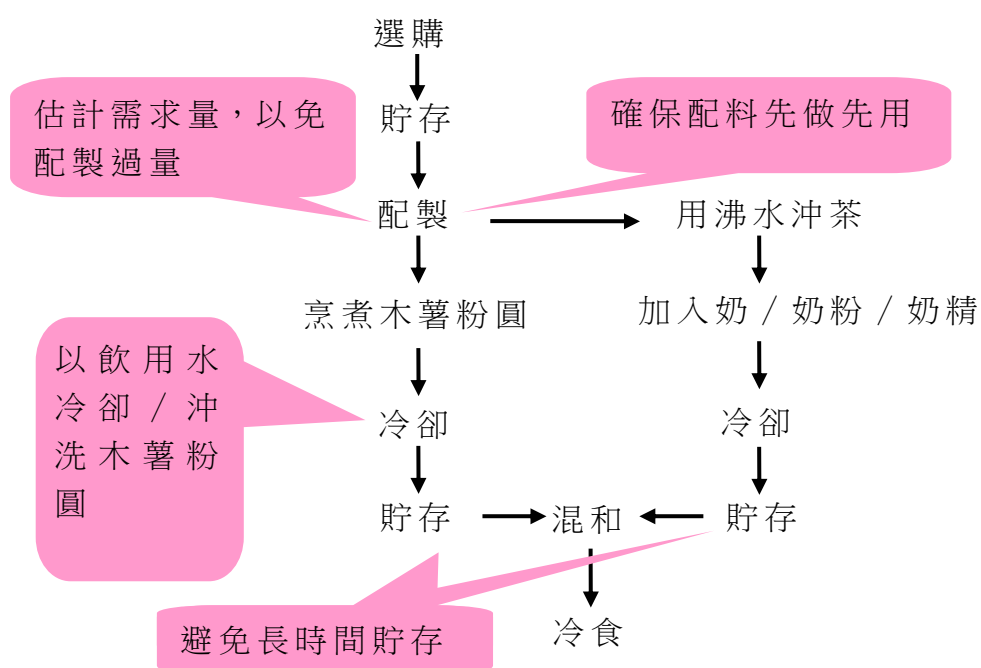 選購
估計需求量，以免
配製過量
貯存
確保配料先做先用
配製
用沸水沖茶
烹煮木薯粉圓
加入奶／奶粉／奶精
以飲用水
冷卻／沖
洗木薯粉
圓
冷卻
冷卻
貯存
混和
貯存
避免長時間貯存
冷食